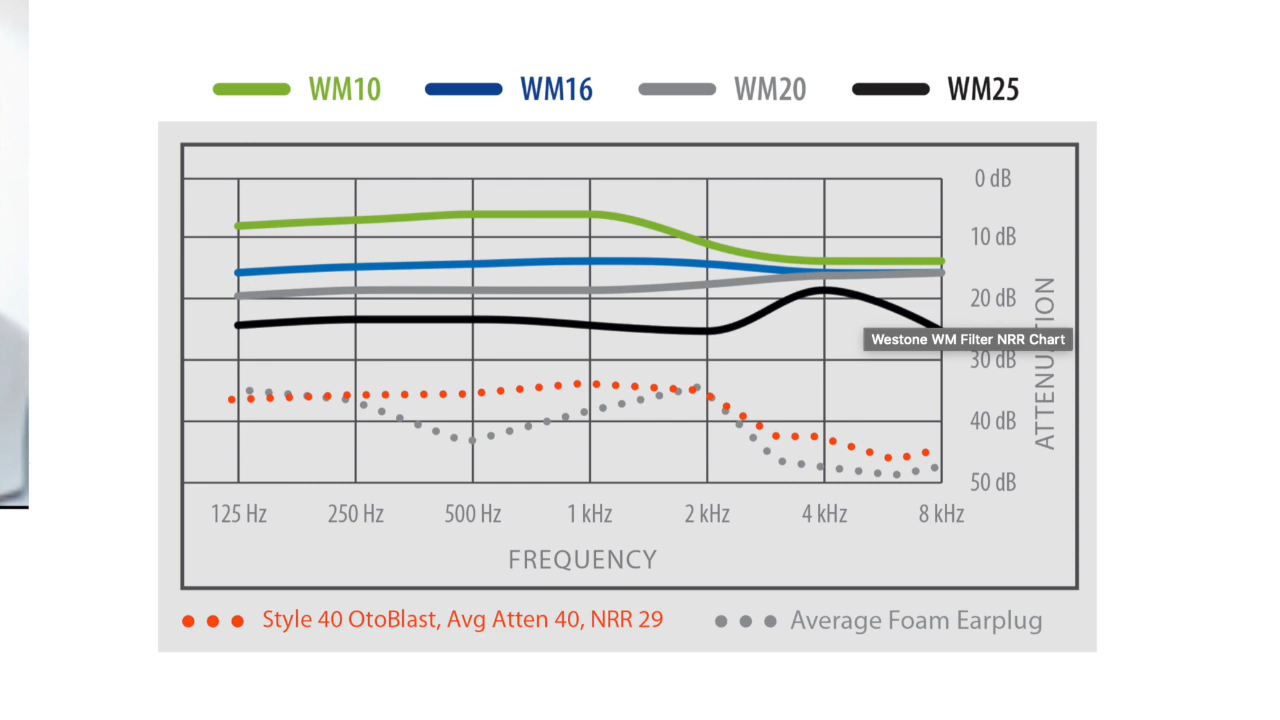 WM10 WM16 WM20 WM25
0 dB
10 dB
20 dB
Westone WM Filter NRR Chart
30 dB
40 dB
50 dB
ATTENUATION
125 Hz 250 Hz 500 Hz 1 kHz 2 kHz 4 kHz 8 kHz
FREQUENCY
Style 40 OtoBlast, Avg Atten 40, NRR 29 Average Foam Earplug